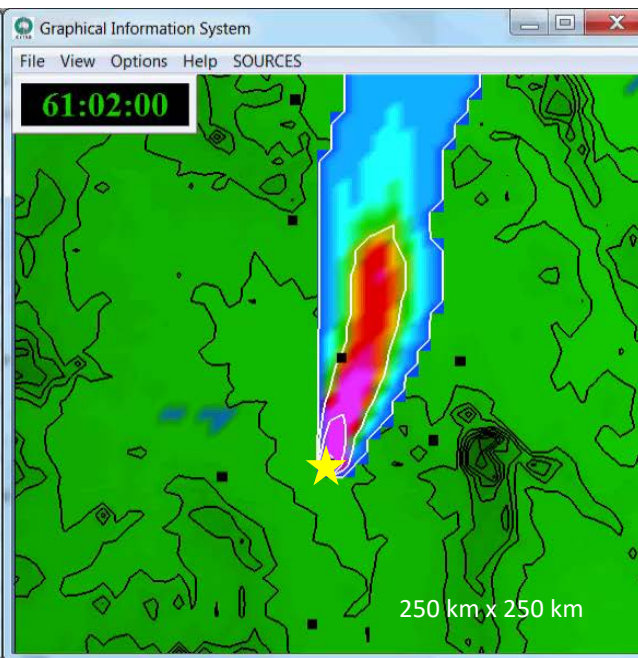 Graphical Information System
File View Options Help SOURCES
61:02:00
250 km x 250 km